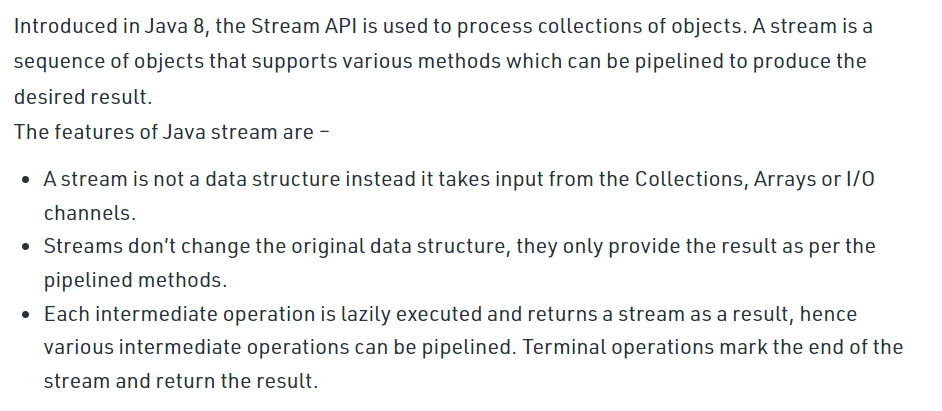 Introduced in Java 8, the Stream API is used to process collections of objects. A stream is a
sequence of objects that supports various methods which can be pipelined to produce the
desired result.
The features of Java stream are –
• A stream is not a data structure instead it takes input from the Collections, Arrays or I/O
channels.
• Streams don’t change the original data structure, they only provide the result as per the
pipelined methods.
• Each intermediate operation is lazily executed and returns a stream as a result, hence
various intermediate operations can be pipelined. Terminal operations mark the end of the
stream and return the result.